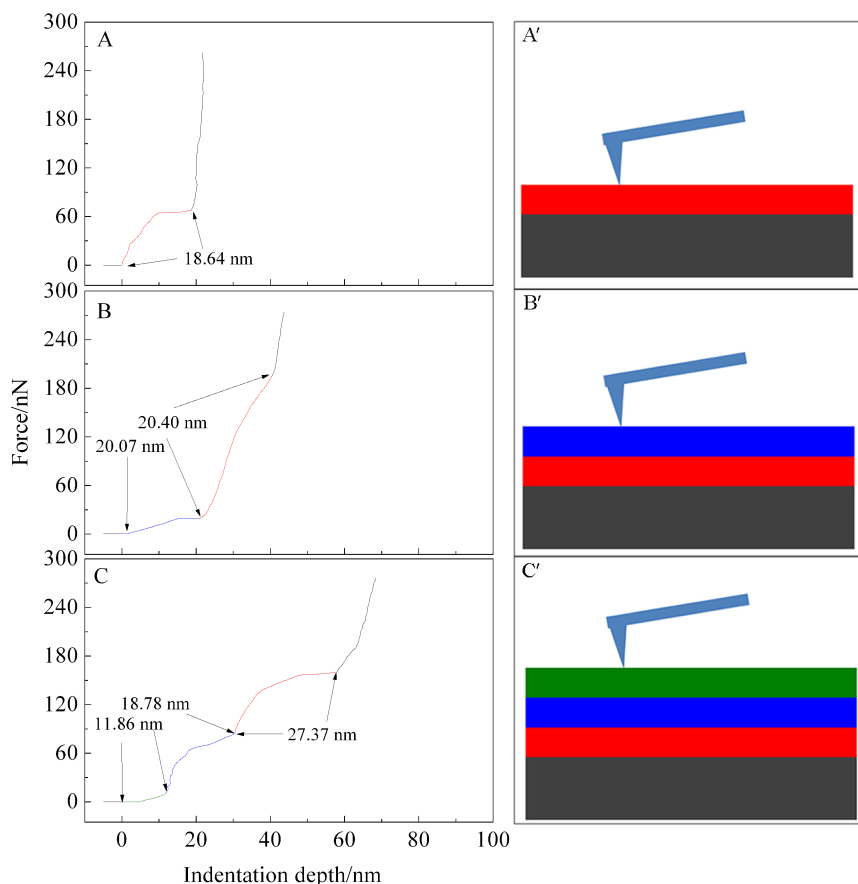 A
300
240
180
120
60
0
18.64 nm
A′
B
300
240
180
120
60
0
20.40 nm
20.07 nm
B′
Force/nN
C
300
240
180
120
60
0
18.78 nm
11.86 nm
27.37 nm
C′
0 20 40 60 80 100
Indentation depth/nm